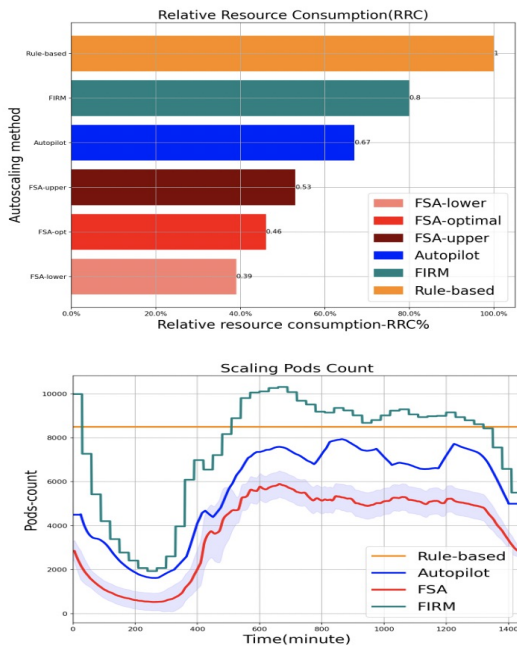 Relative Resource Consumption(RRC)
Autoscaling method
Rule-based
1
FIRM
0.8
Autopilot
0.67
FSA-upper
0.53
FSA-opt
0.46
FSA-lower
0.39
FSA-lower
FSA-optimal
FSA-upper
Autopilot
FIRM
Rule-based
0.0% 20.0% 40.0% 60.0% 80.0% 100.0%
Relative resource consumption-RRC%
Scaling Pods Count
Pods-count
10000
8000
6000
4000
2000
0
Rule-based
Autopilot
FSA
FIRM
0 200 400 600 800 1000 1200 1400
Time(minute)